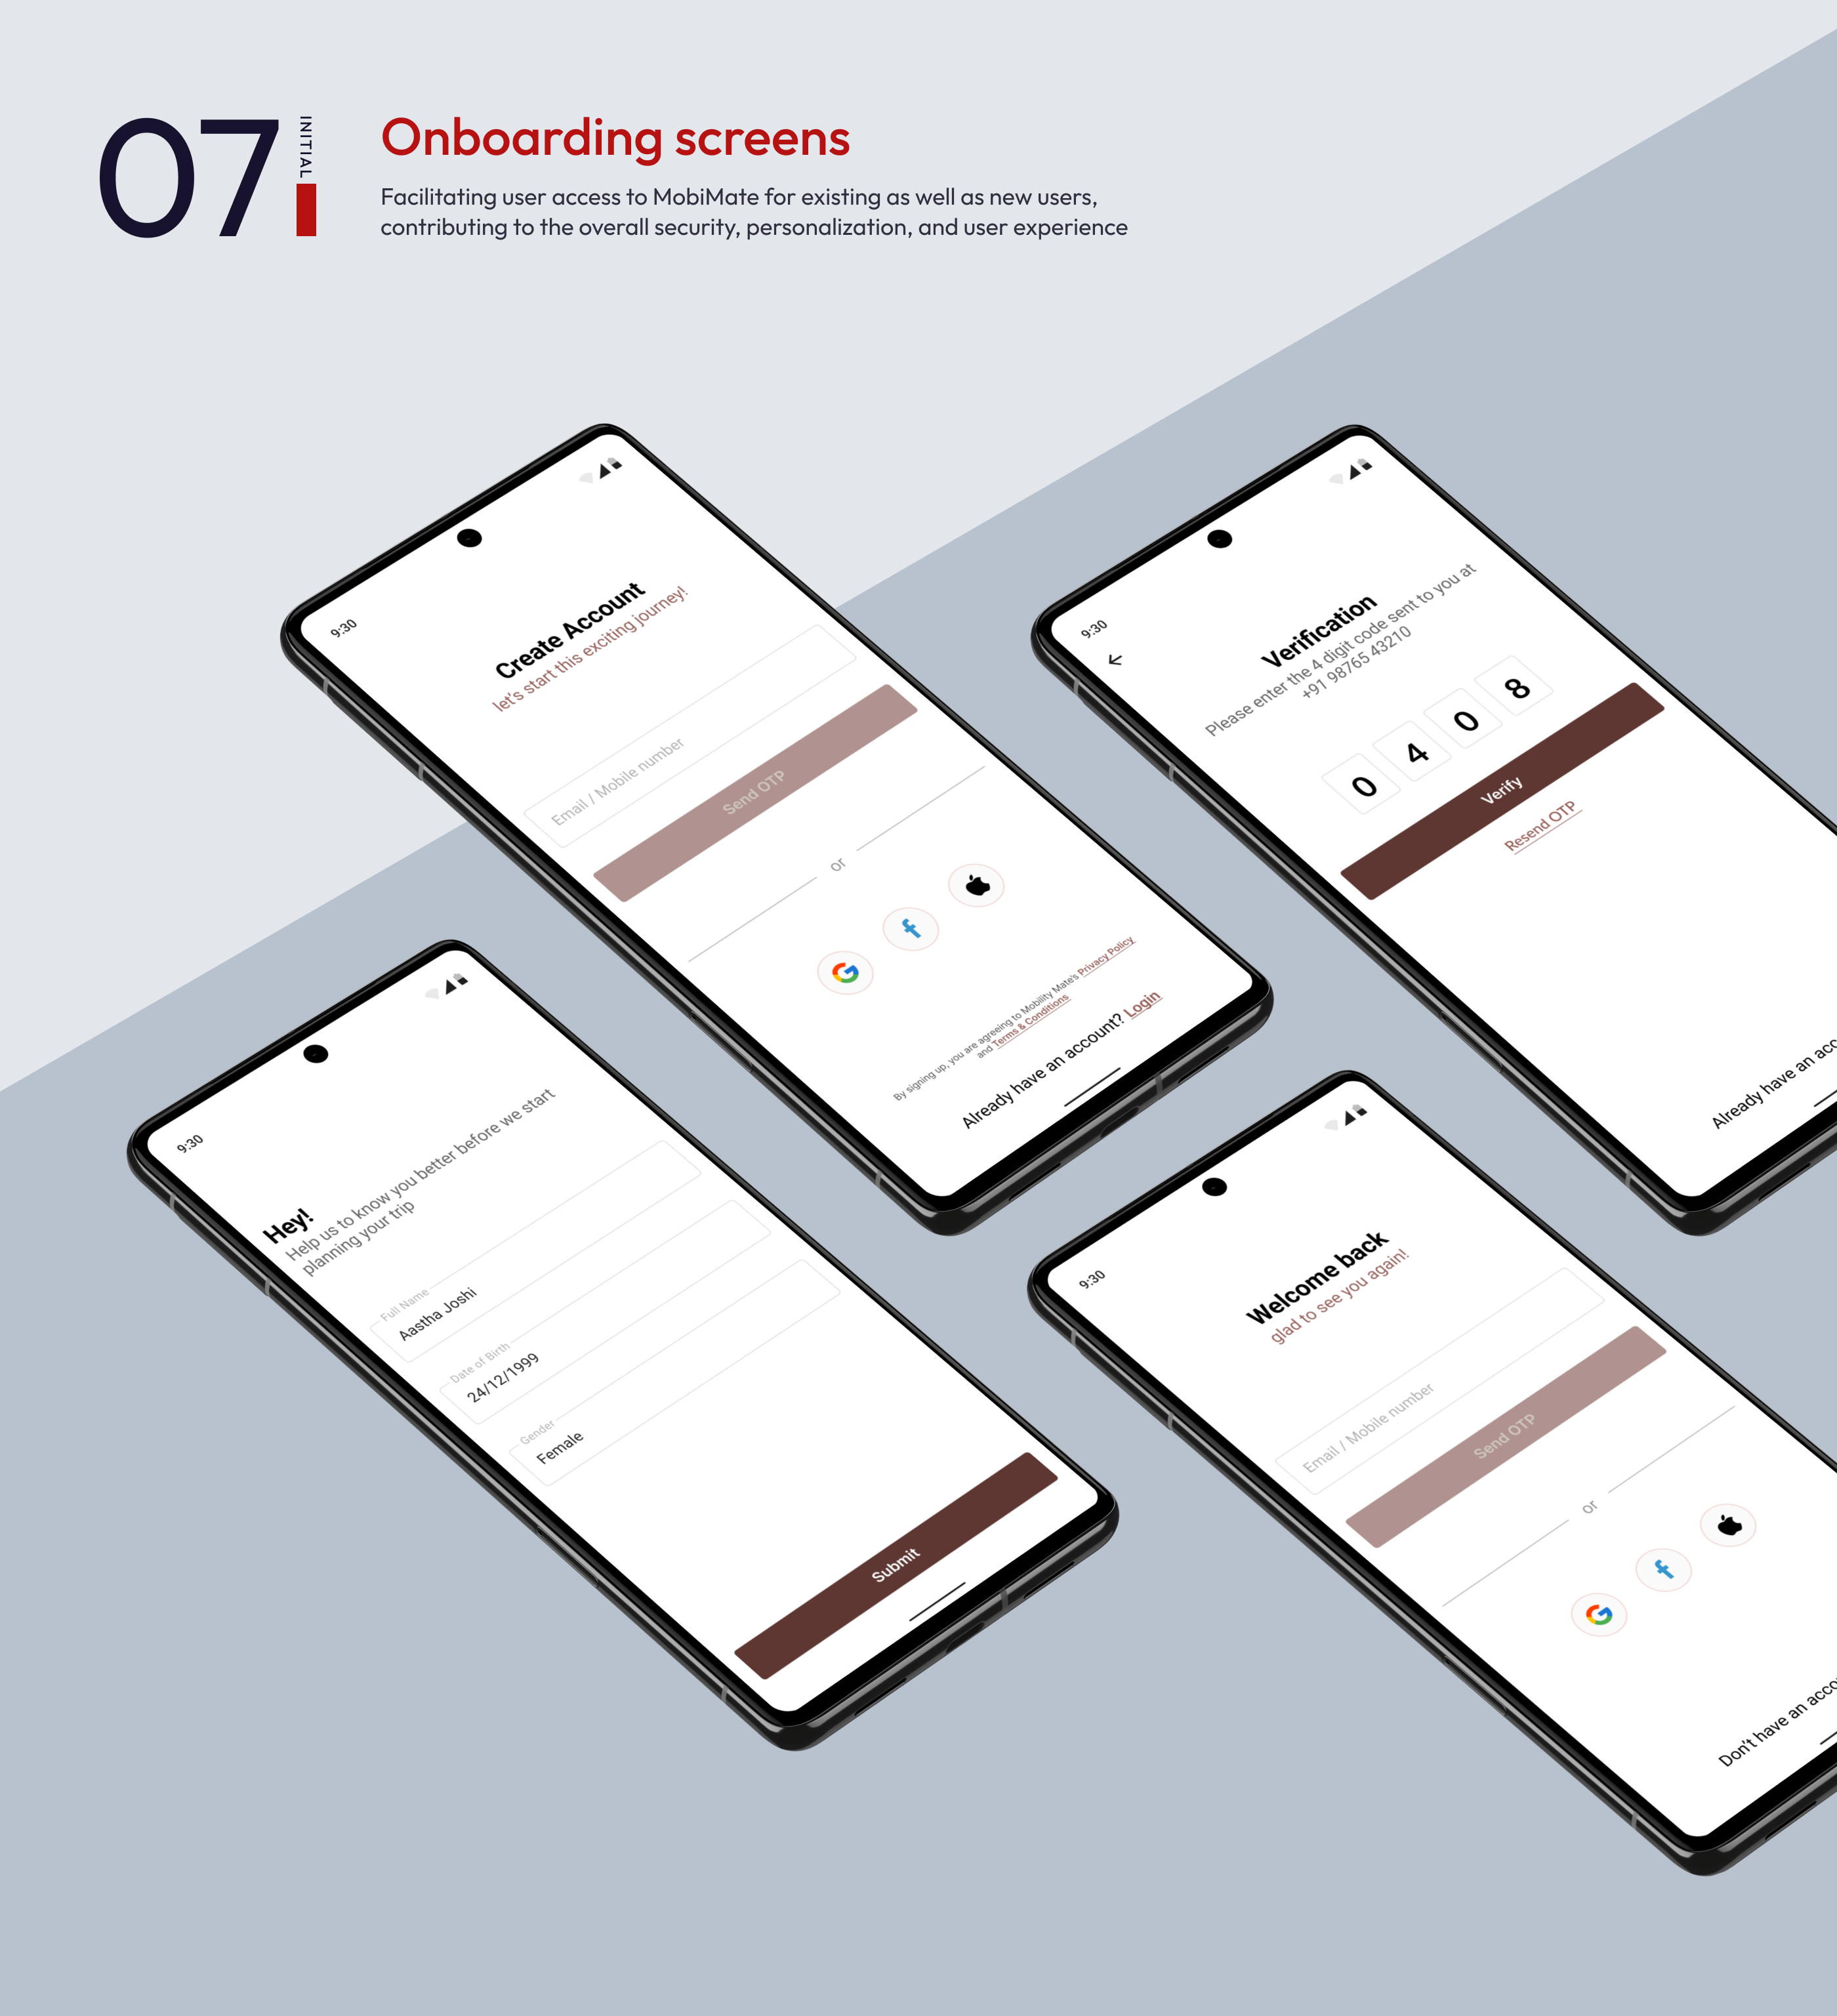 07
INITIAL
Onboarding screens
Facilitating user access to MobiMate for existing as well as new users,
contributing to the overall security, personalization, and user experience
9:30
Create Account
let's start this exciting journey!
Email / Mobile number
Send OTP
or
By signing up, you are agreeing to Mobility Mate's Privacy Policy
and Terms & Conditions
Already have an account? Login
9:30
Verification
Please enter the 4 digit code sent to you at
+91 98765 43210
0 4 0 8
Verify
Resend OTP
Already have an
9:30
Hey!
Help us to know you better before we start
planning your trip
Full Name
Aastha Joshi
Date of Birth
24/12/1999
Gender
Female
Submit
9:30
Welcome back
glad to see you again!
Email / Mobile number
Send OTP
or
Don't have an